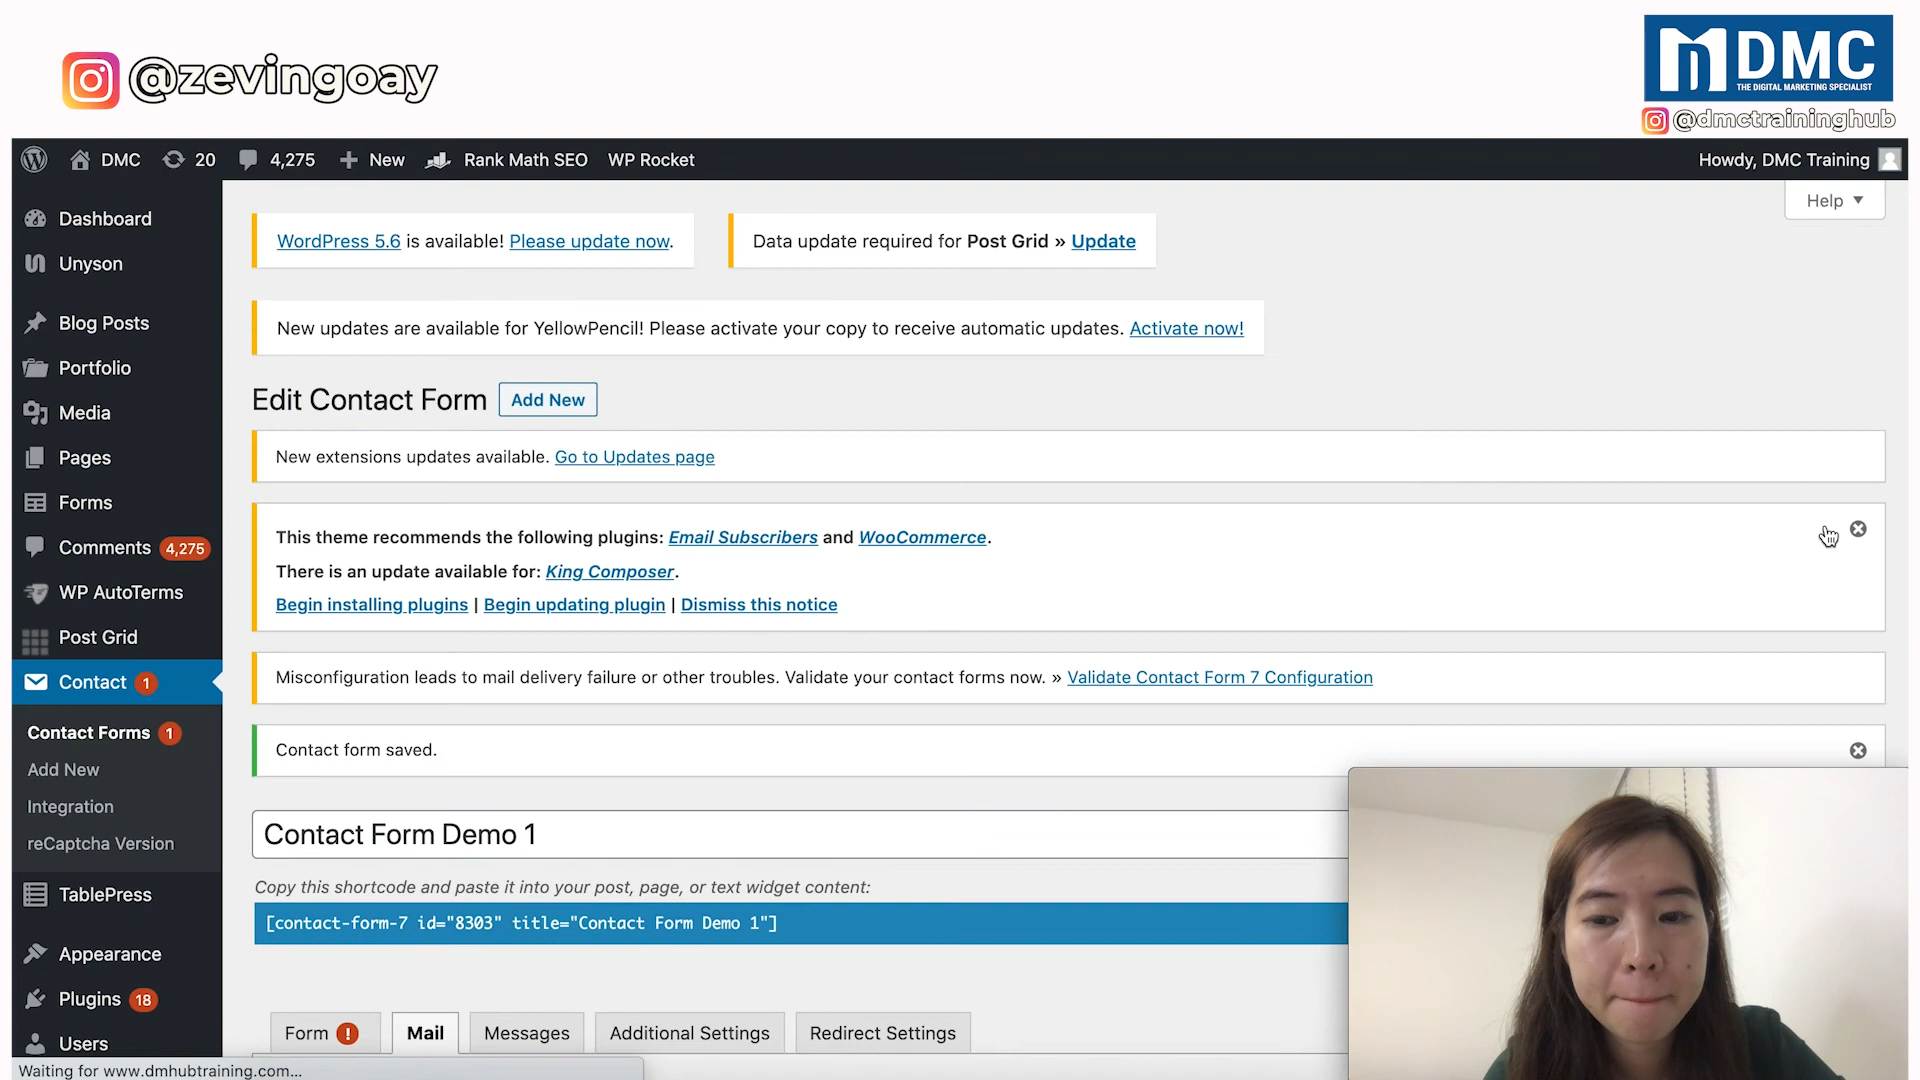 @zevingoay
DMC
THE DIGITAL MARKETING SPECIALIST
@dmctraininghub
DMC 20 4,275 New Rank Math SEO WP Rocket Howdy, DMC Training
Help
Dashboard
Unyson
Blog Posts
Portfolio
Media
Pages
Forms
Comments 4,275
WP AutoTerms
Post Grid
Contact 1
Contact Forms 1
Add New
Integration
reCaptcha Version
TablePress
Appearance
Plugins 18
Users
WordPress 5.6 is available! Please update now.
Data update required for Post Grid » Update
New updates are available for YellowPencil! Please activate your copy to receive automatic updates. Activate now!
Edit Contact Form Add New
New extensions updates available. Go to Updates page
This theme recommends the following plugins: Email Subscribers and WooCommerce.
There is an update available for: King Composer.
Begin installing plugins | Begin updating plugin | Dismiss this notice
Misconfiguration leads to mail delivery failure or other troubles. Validate your contact forms now. » Validate Contact Form 7 Configuration
Contact form saved.
Contact Form Demo 1
Copy this shortcode and paste it into your post, page, or text widget content:
[contact-form-7 id="8303" title="Contact Form Demo 1"]
Form ! Mail Messages Additional Settings Redirect Settings
Waiting for www.dmhubtraining.com...